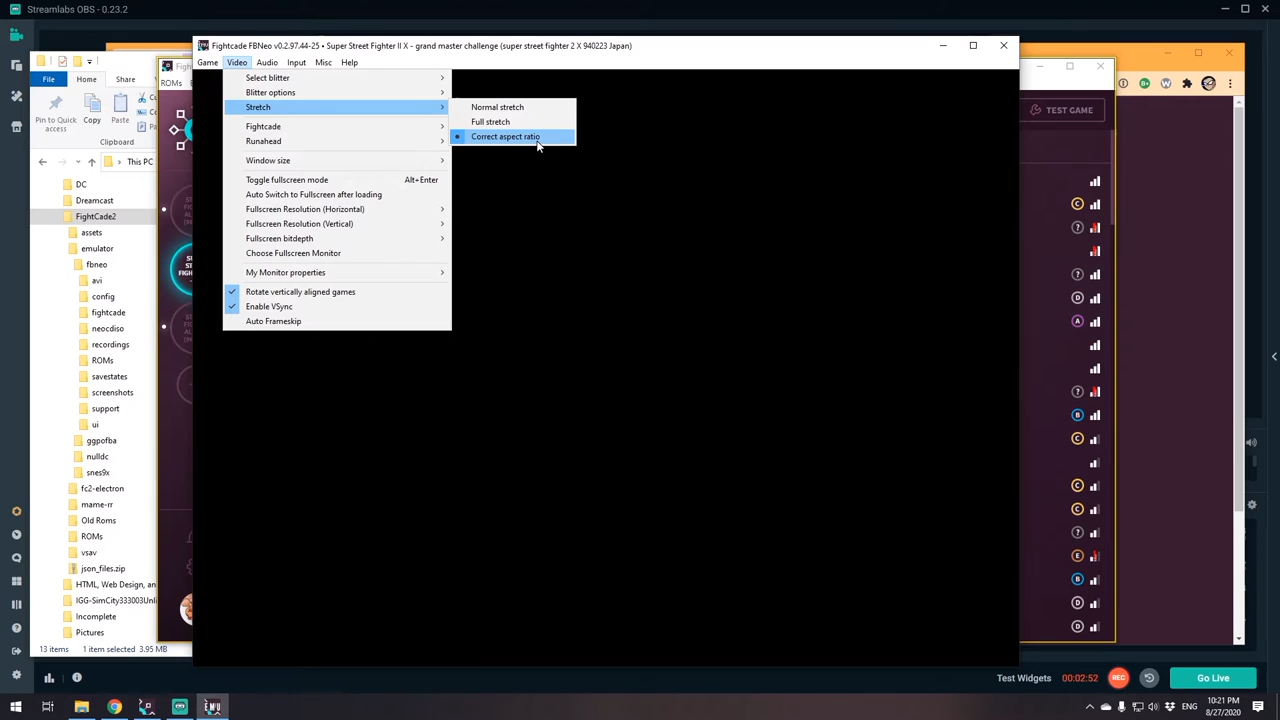 Streamlabs OBS - 0.23.2
Fightcade FBNeo v0.2.97.44-25 • Super Street Fighter II X - grand master challenge (super street fighter 2 X 940223 Japan)
Game Video Audio Input Misc Help
File Home Share
Pin to Quick access
Copy
Paste
Clipboard
This PC
DC
Dreamcast
FightCade2
assets
emulator
fbneo
avi
config
fightcade
neocdiso
recordings
ROMs
savestates
screenshots
support
ui
ggpofba
nulldc
snes9x
fc2-electron
mame-rr
Old Roms
ROMs
vsav
json_files.zip
HTML, Web Design, an
IGG-SimCity333003Unl
Incomplete
Pictures
13 items 1 item selected 3.95 MB
ROMs
Select blitter
Blitter options
Stretch
Fightcade
Runahead
Window size
Toggle fullscreen mode Alt+Enter
Auto Switch to Fullscreen after loading
Fullscreen Resolution (Horizontal)
Fullscreen Resolution (Vertical)
Fullscreen bitdepth
Choose Fullscreen Monitor
My Monitor properties
Rotate vertically aligned games
Enable VSync
Auto Frameskip
Normal stretch
Full stretch
Correct aspect ratio
TEST GAME
C
?
?
D
A
?
B
C
C
C
?
E
B
D
D
Test Widgets 00:02:52 REC Go Live
EMU
10:21 PM
8/27/2020